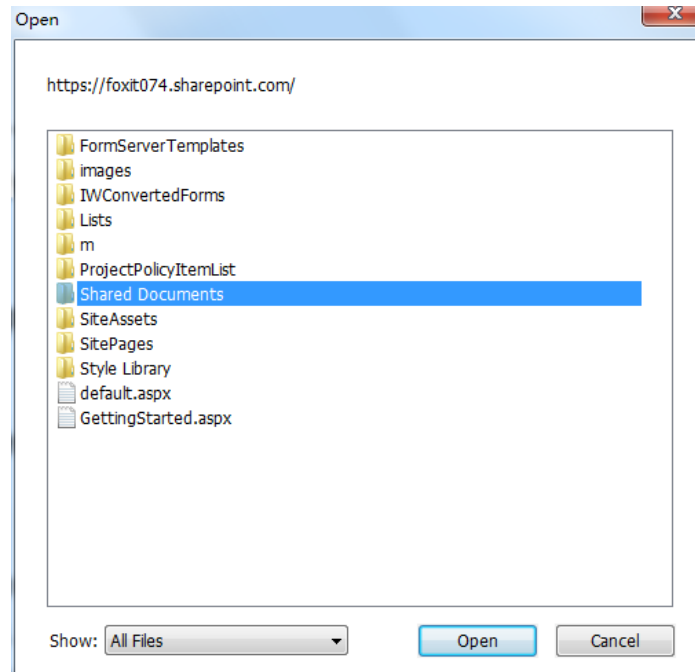 Open
https://foxit074.sharepoint.com/
FormServerTemplates
images
IWConvertedForms
Lists
m
ProjectPolicyItemList
Shared Documents
SiteAssets
SitePages
Style Library
default.aspx
GettingStarted.aspx
Show: All Files Open Cancel